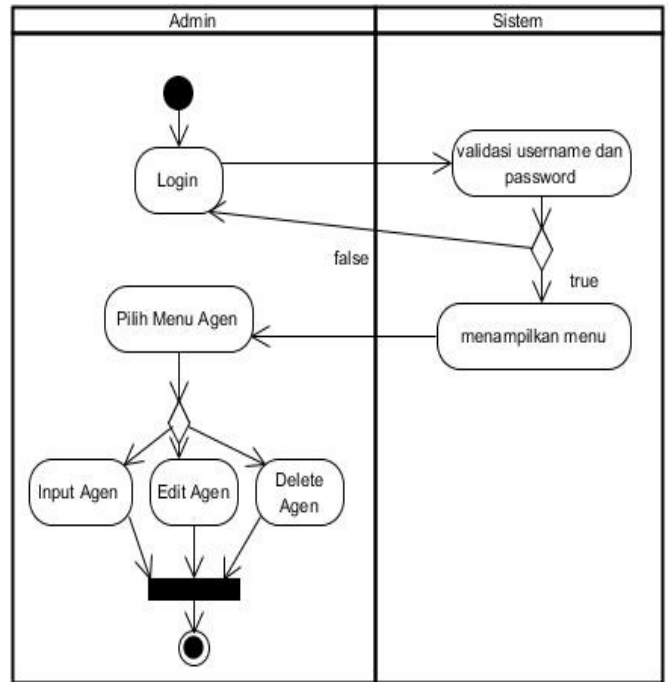 Admin
Sistem
Login
validasi username dan
password
false
true
Pilih Menu Agen
menampilkan menu
Input Agen
Edit Agen
Delete
Agen